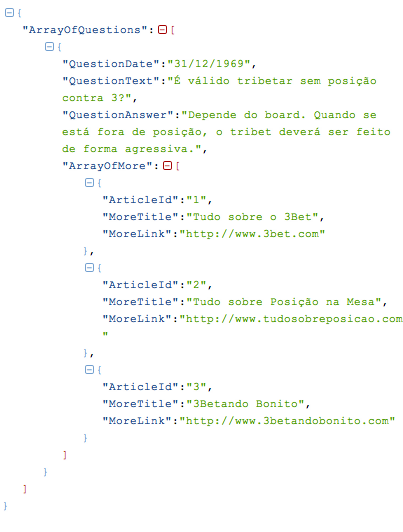 {
"ArrayOfQuestions":[
{
"QuestionDate":"31/12/1969",
"QuestionText":"É válido tribetar sem posição
contra 3?",
"QuestionAnswer":"Depende do board. Quando se
está fora de posição, o tribet deverá ser feito
de forma agressiva.",
"ArrayOfMore":[
{
"ArticleId":"1",
"MoreTitle":"Tudo sobre o 3Bet",
"MoreLink":"http://www.3bet.com"
},
{
"ArticleId":"2",
"MoreTitle":"Tudo sobre Posição na Mesa",
"MoreLink":"http://www.tudosobreposicao.com
"
},
{
"ArticleId":"3",
"MoreTitle":"3Betando Bonito",
"MoreLink":"http://www.3betandobonito.com"
}
]
}
]
}